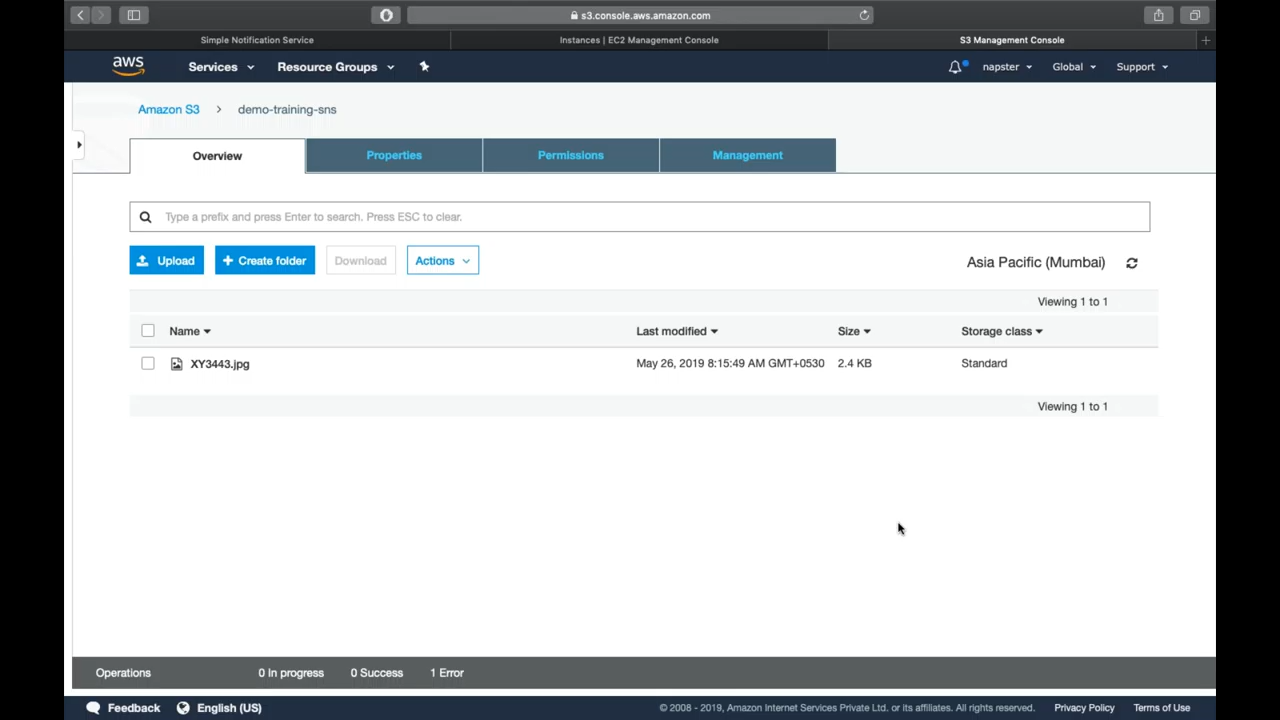 s3.console.aws.amazon.com
Simple Notification Service
Instances | EC2 Management Console
S3 Management Console
+
aws
Services
Resource Groups
napster
Global
Support
Amazon S3 > demo-training-sns
Overview
Properties
Permissions
Management
Type a prefix and press Enter to search. Press ESC to clear.
Upload
+ Create folder
Download
Actions
Asia Pacific (Mumbai)
Viewing 1 to 1
Name
Last modified
Size
Storage class
XY3443.jpg
May 26, 2019 8:15:49 AM GMT+0530
2.4 KB
Standard
Viewing 1 to 1
Operations
0 In progress
0 Success
1 Error
Feedback
English (US)
© 2008 - 2019, Amazon Internet Services Private Ltd. or its affiliates. All rights reserved.
Privacy Policy
Terms of Use